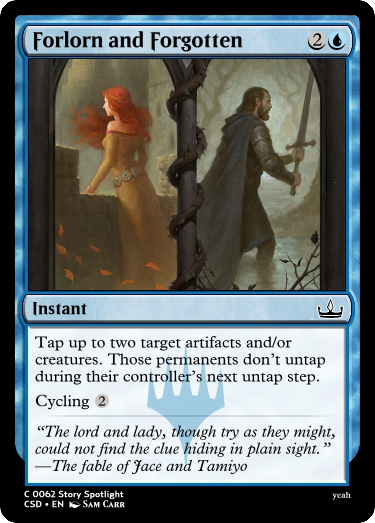 Forlorn and Forgotten 2
Instant
Tap up to two target artifacts and/or
creatures. Those permanents don’t untap
during their controller’s next untap step.
Cycling 2
“The lord and lady, though try as they might,
could not find the clue hiding in plain sight.”
—The fable of Jace and Tamiyo
C 0062 Story Spotlight
CSD • EN Sam Carr
yeah